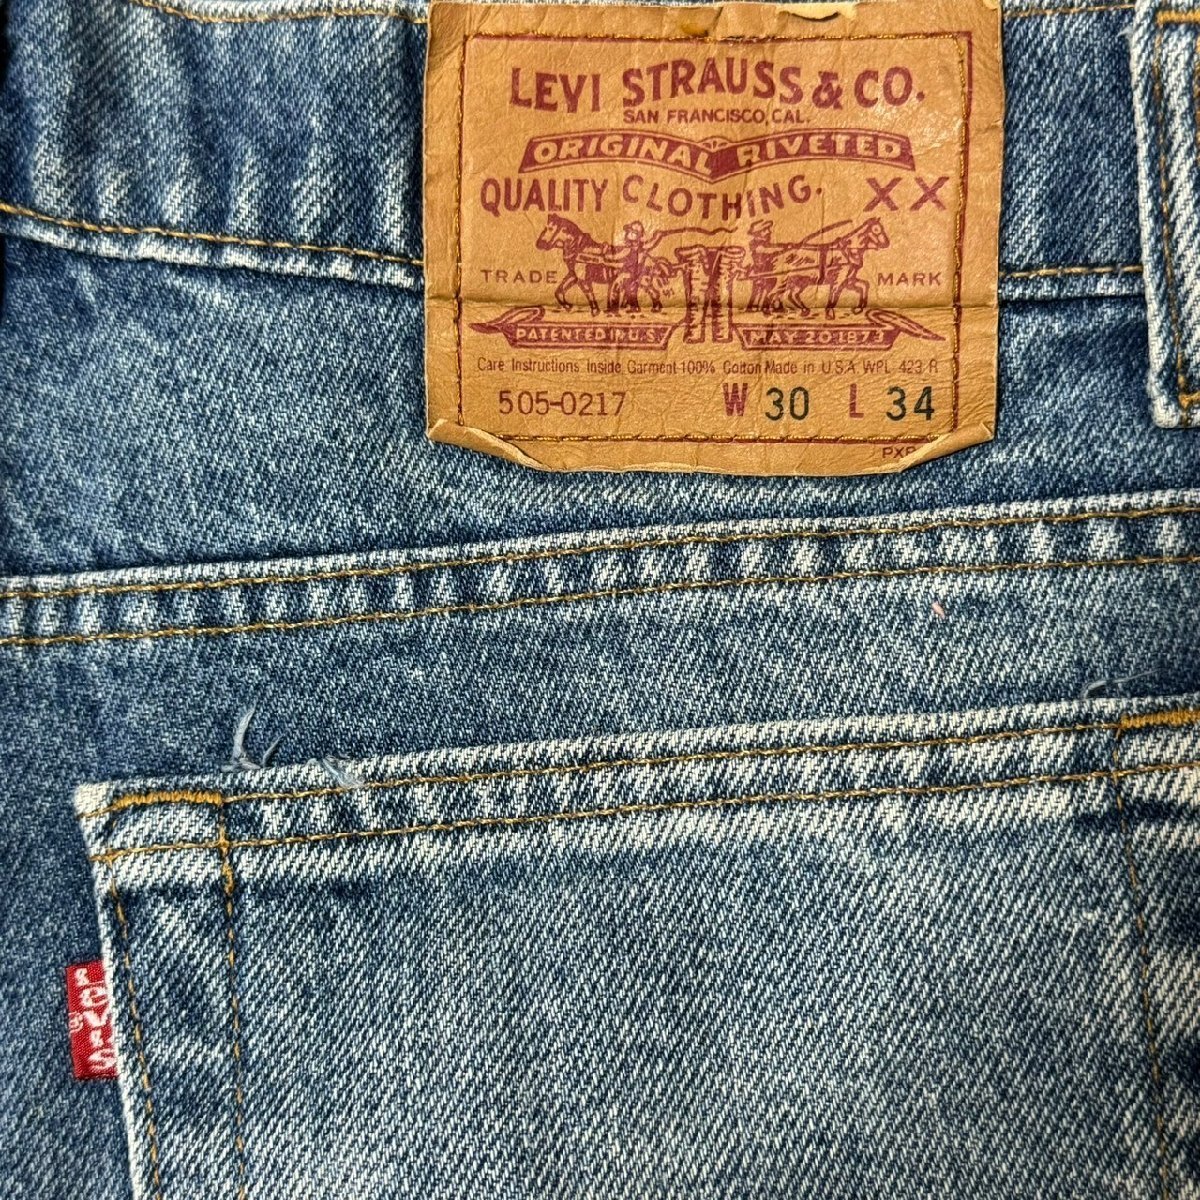 LEVI STRAUSS & CO.
SAN FRANCISCO, CAL.
ORIGINAL RIVETED
QUALITY CLOTHING. XX
TRADE MARK
PATENTED IN U.S. MAY 20 1873
Care Instructions Inside Garment 100% Cotton Made in U.S.A. WPL 423 R
505-0217 W 30 L 34
LEVI'S ®